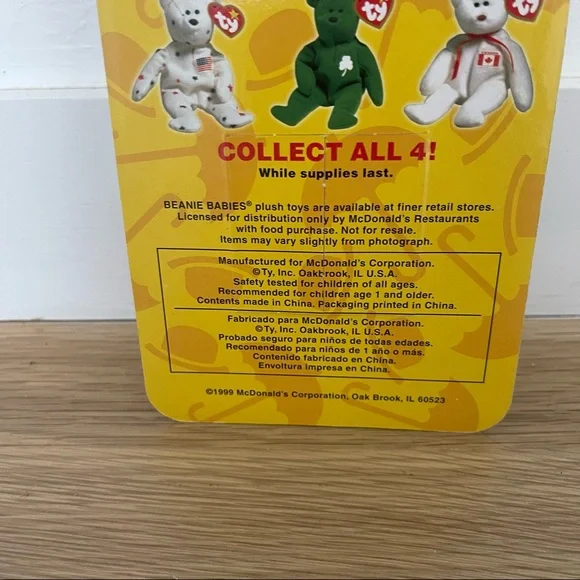 ty ty ty
COLLECT ALL 4!
While supplies last.
BEANIE BABIES® plush toys are available at finer retail stores.
Licensed for distribution only by McDonald's Restaurants
with food purchase. Not for resale.
Items may vary slightly from photograph.
Manufactured for McDonald's Corporation.
©Ty, Inc. Oakbrook, IL U.S.A.
Safety tested for children of all ages.
Recommended for children age 1 and older.
Contents made in China. Packaging printed in China.
Fabricado para McDonald's Corporation.
©Ty, Inc. Oakbrook, IL U.S.A.
Probado seguro para niños de todas edades.
Recomendado para niños de 1 año o más.
Contenido fabricado en China.
Envoltura impresa en China.
©1999 McDonald's Corporation, Oak Brook, IL 60523